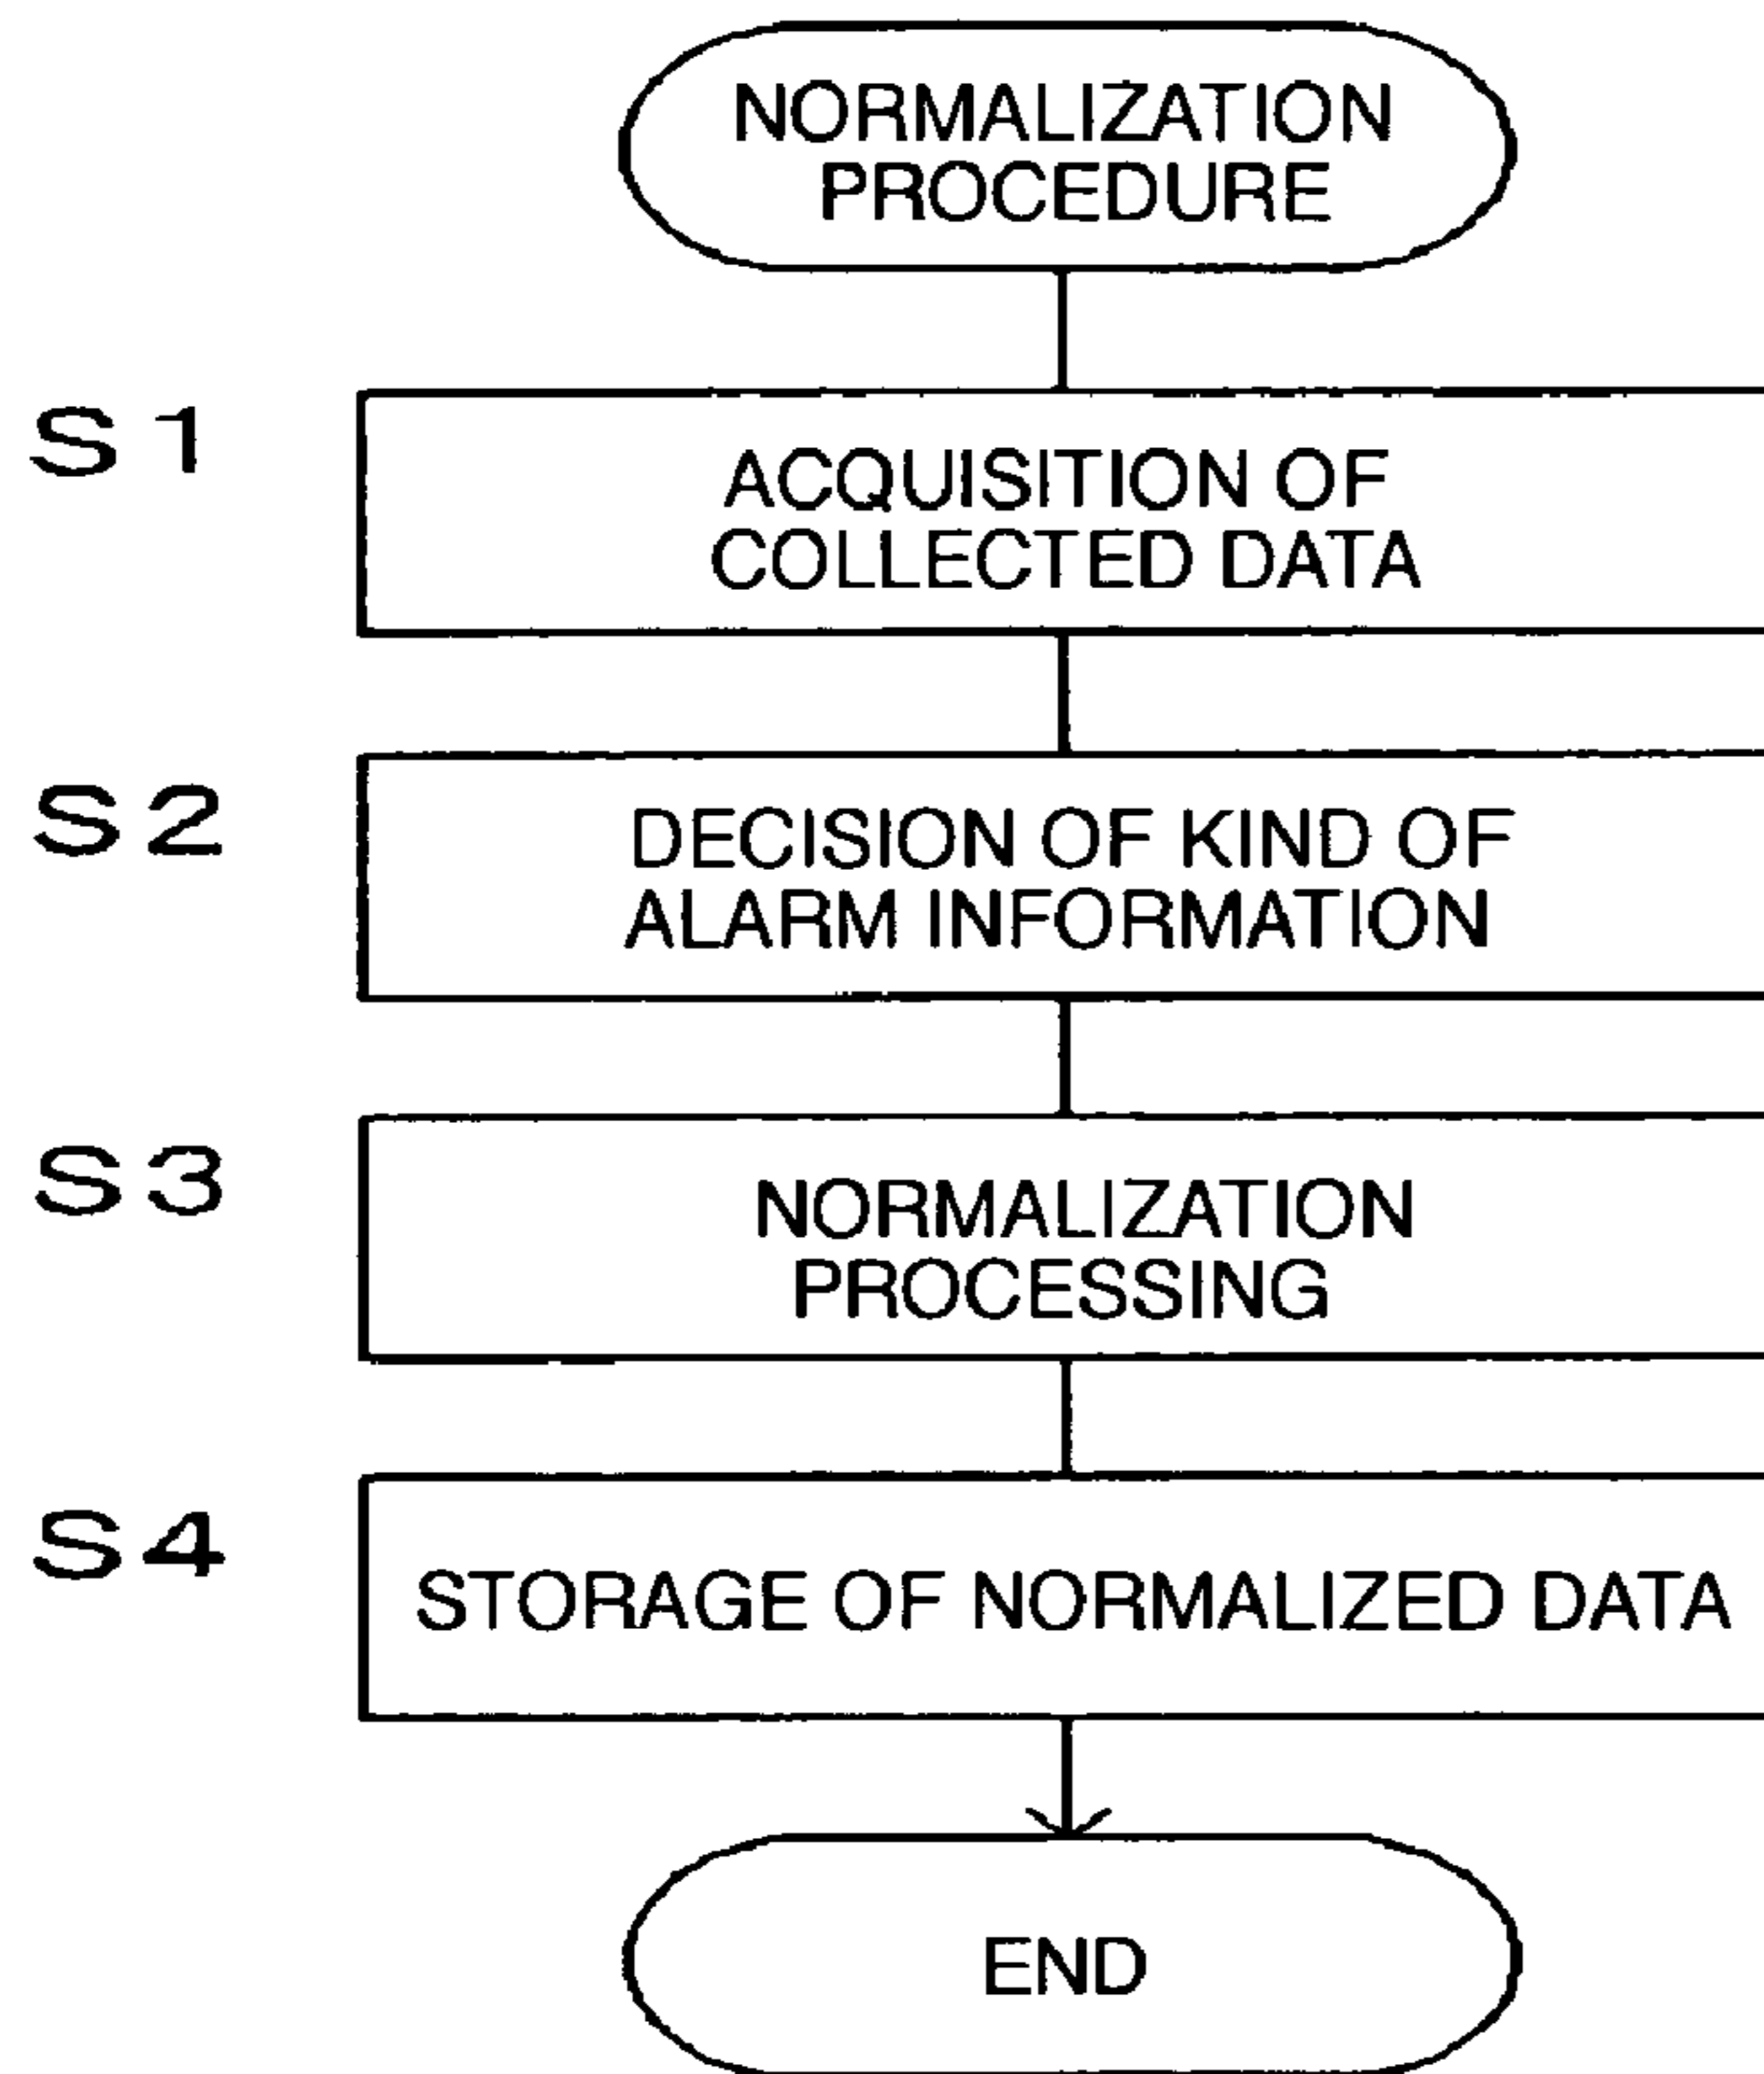 NORMALIZATION
PROCEDURE
S1
ACQUISITION OF
COLLECTED DATA
S2
DECISION OF KIND OF
ALARM INFORMATION
S3
NORMALIZATION
PROCESSING
S4
STORAGE OF NORMALIZED DATA
END